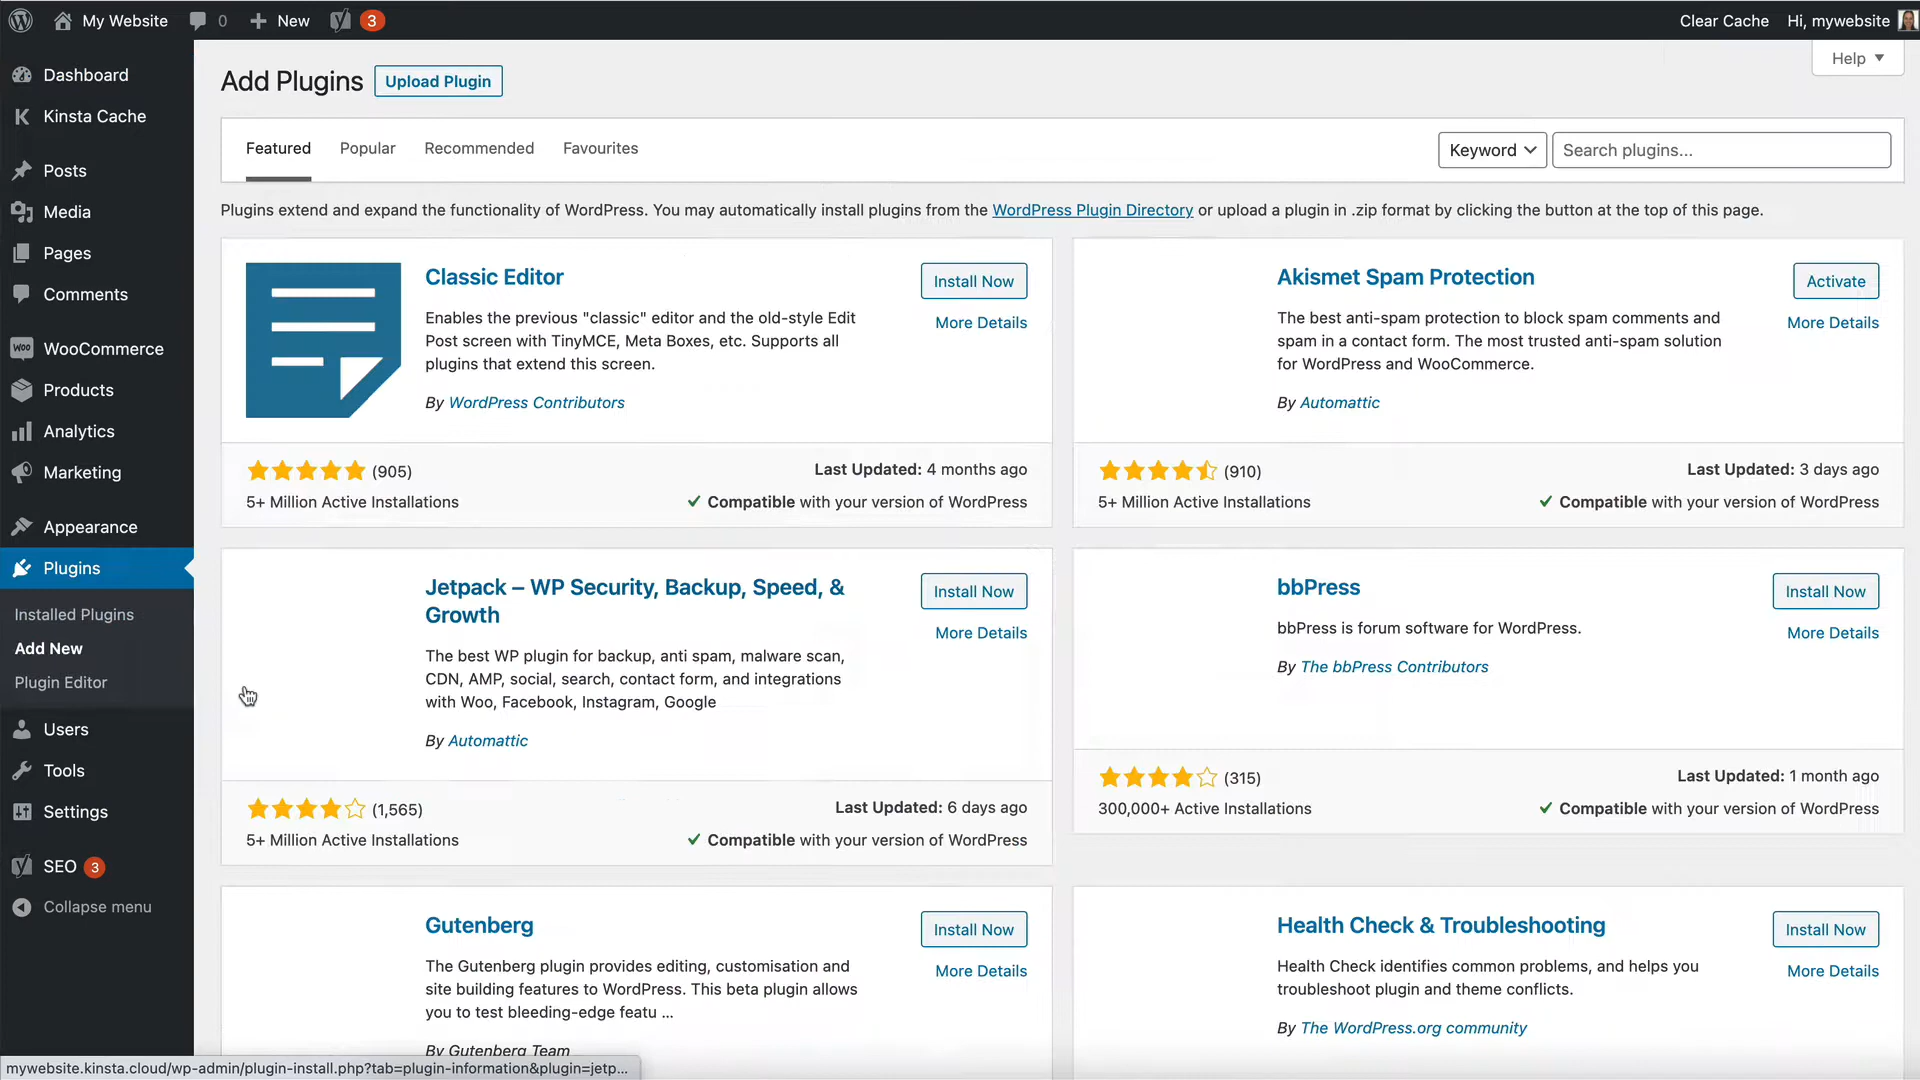 My Website 0 New 3 Clear Cache Hi, mywebsite
Help
Dashboard
Kinsta Cache
Posts
Media
Pages
Comments
woo WooCommerce
Products
Analytics
Marketing
Appearance
Plugins
Installed Plugins
Add New
Plugin Editor
Users
Tools
Settings
SEO 3
Collapse menu
Add Plugins Upload Plugin
Featured Popular Recommended Favourites Keyword Search plugins...
Plugins extend and expand the functionality of WordPress. You may automatically install plugins from the WordPress Plugin Directory or upload a plugin in .zip format by clicking the button at the top of this page.
Classic Editor
Install Now
More Details
Enables the previous "classic" editor and the old-style Edit
Post screen with TinyMCE, Meta Boxes, etc. Supports all
plugins that extend this screen.
By WordPress Contributors
(905)
Last Updated: 4 months ago
5+ Million Active Installations
Compatible with your version of WordPress
Akismet Spam Protection
Activate
More Details
The best anti-spam protection to block spam comments and
spam in a contact form. The most trusted anti-spam solution
for WordPress and WooCommerce.
By Automattic
(910)
Last Updated: 3 days ago
5+ Million Active Installations
Compatible with your version of WordPress
Jetpack – WP Security, Backup, Speed, &
Growth
Install Now
More Details
The best WP plugin for backup, anti spam, malware scan,
CDN, AMP, social, search, contact form, and integrations
with Woo, Facebook, Instagram, Google
By Automattic
(1,565)
Last Updated: 6 days ago
5+ Million Active Installations
Compatible with your version of WordPress
bbPress
Install Now
More Details
bbPress is forum software for WordPress.
By The bbPress Contributors
(315)
Last Updated: 1 month ago
300,000+ Active Installations
Compatible with your version of WordPress
Gutenberg
Install Now
More Details
The Gutenberg plugin provides editing, customisation and
site building features to WordPress. This beta plugin allows
you to test bleeding-edge featu ...
By Gutenberg Team
Health Check & Troubleshooting
Install Now
More Details
Health Check identifies common problems, and helps you
troubleshoot plugin and theme conflicts.
By The WordPress.org community
mywebsite.kinsta.cloud/wp-admin/plugin-install.php?tab=plugin-information&plugin=jetp...